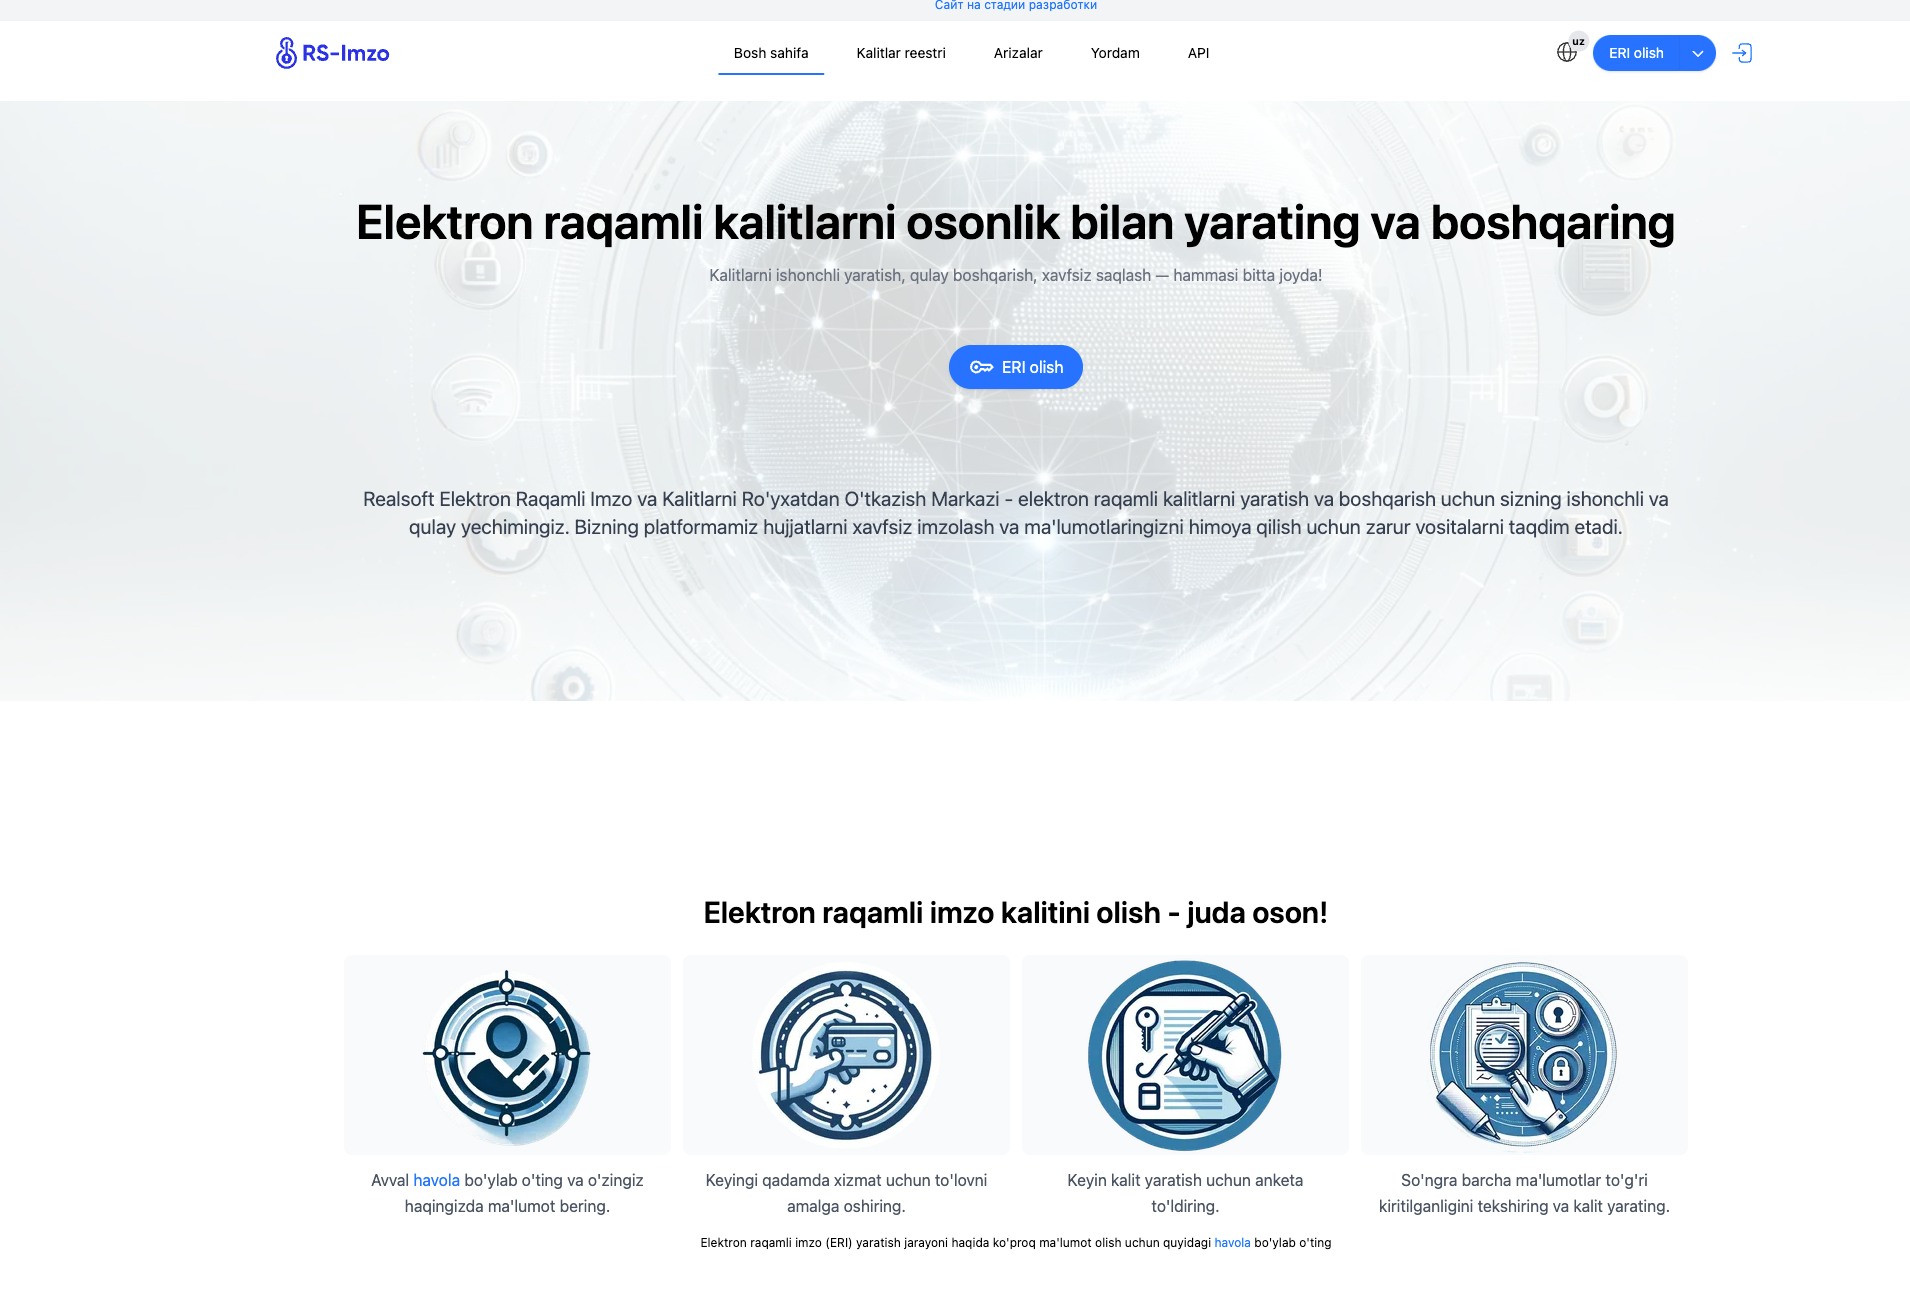 Сайт на стадии разработки
RS-Imzo
Bosh sahifa
Kalitlar reestri
Arizalar
Yordam
API
uz
ERI olish
Elektron raqamli kalitlarni osonlik bilan yarating va boshqaring
Kalitlarni ishonchli yaratish, qulay boshqarish, xavfsiz saqlash — hammasi bitta joyda!
ERI olish
Realsoft Elektron Raqamli Imzo va Kalitlarni Ro'yxatdan O'tkazish Markazi - elektron raqamli kalitlarni yaratish va boshqarish uchun sizning ishonchli va
qulay yechimingiz. Bizning platformamiz hujjatlarni xavfsiz imzolash va ma'lumotlaringizni himoya qilish uchun zarur vositalarni taqdim etadi.
Elektron raqamli imzo kalitini olish - juda oson!
Avval havola bo'ylab o'ting va o'zingiz
haqingizda ma'lumot bering.
Keyingi qadamda xizmat uchun to'lovni
amalga oshiring.
Keyin kalit yaratish uchun anketa
to'ldiring.
So'ngra barcha ma'lumotlar to'g'ri
kiritilganligini tekshiring va kalit yarating.
Elektron raqamli imzo (ERI) yaratish jarayoni haqida ko'proq ma'lumot olish uchun quyidagi havola bo'ylab o'ting